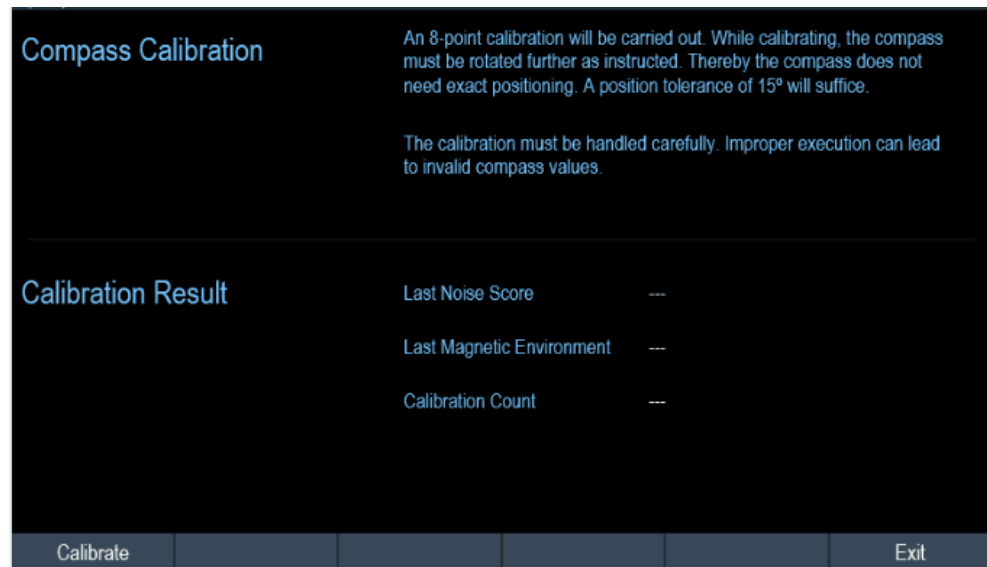 Compass Calibration
An 8-point calibration will be carried out. While calibrating, the compass
must be rotated further as instructed. Thereby the compass does not
need exact positioning. A position tolerance of 15º will suffice.
The calibration must be handled carefully. Improper execution can lead
to invalid compass values.
Calibration Result
Last Noise Score ---
Last Magnetic Environment ---
Calibration Count ---
Calibrate Exit